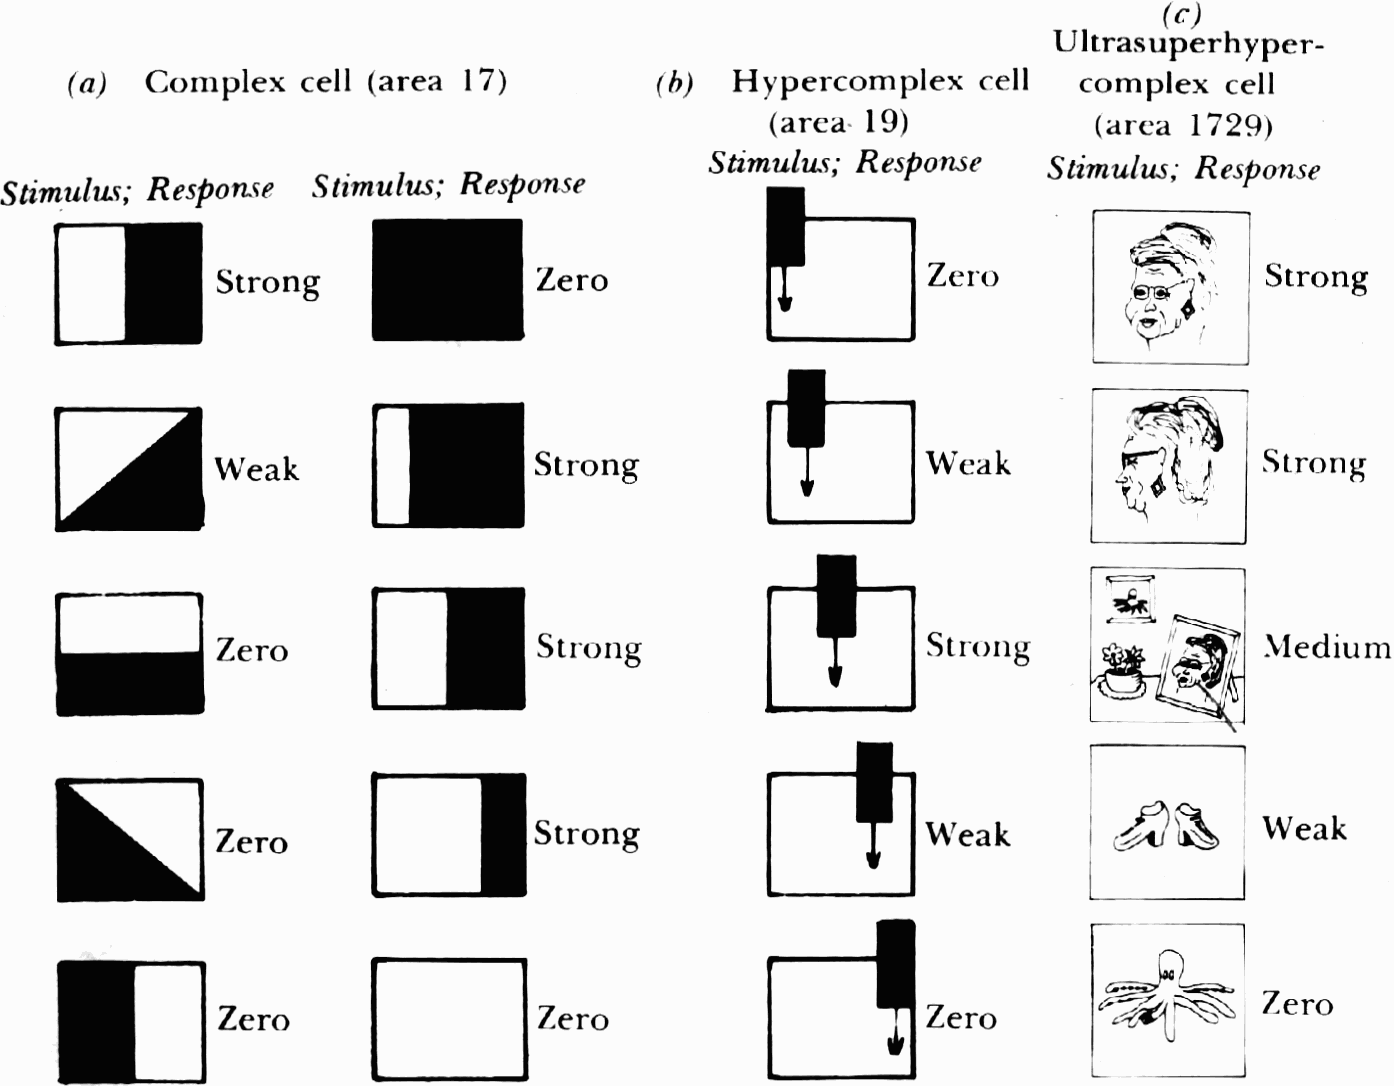 (a) Complex cell (area 17)
Stimulus; Response Stimulus; Response
Strong Zero
Weak Strong
Zero Strong
Zero Strong
Zero Zero
(b) Hypercomplex cell
(area 19)
Stimulus; Response
Zero
Weak
Strong
Weak
Zero
(c)
Ultrasuperhyper-
complex cell
(area 1729)
Stimulus; Response
Strong
Strong
Medium
Weak
Zero